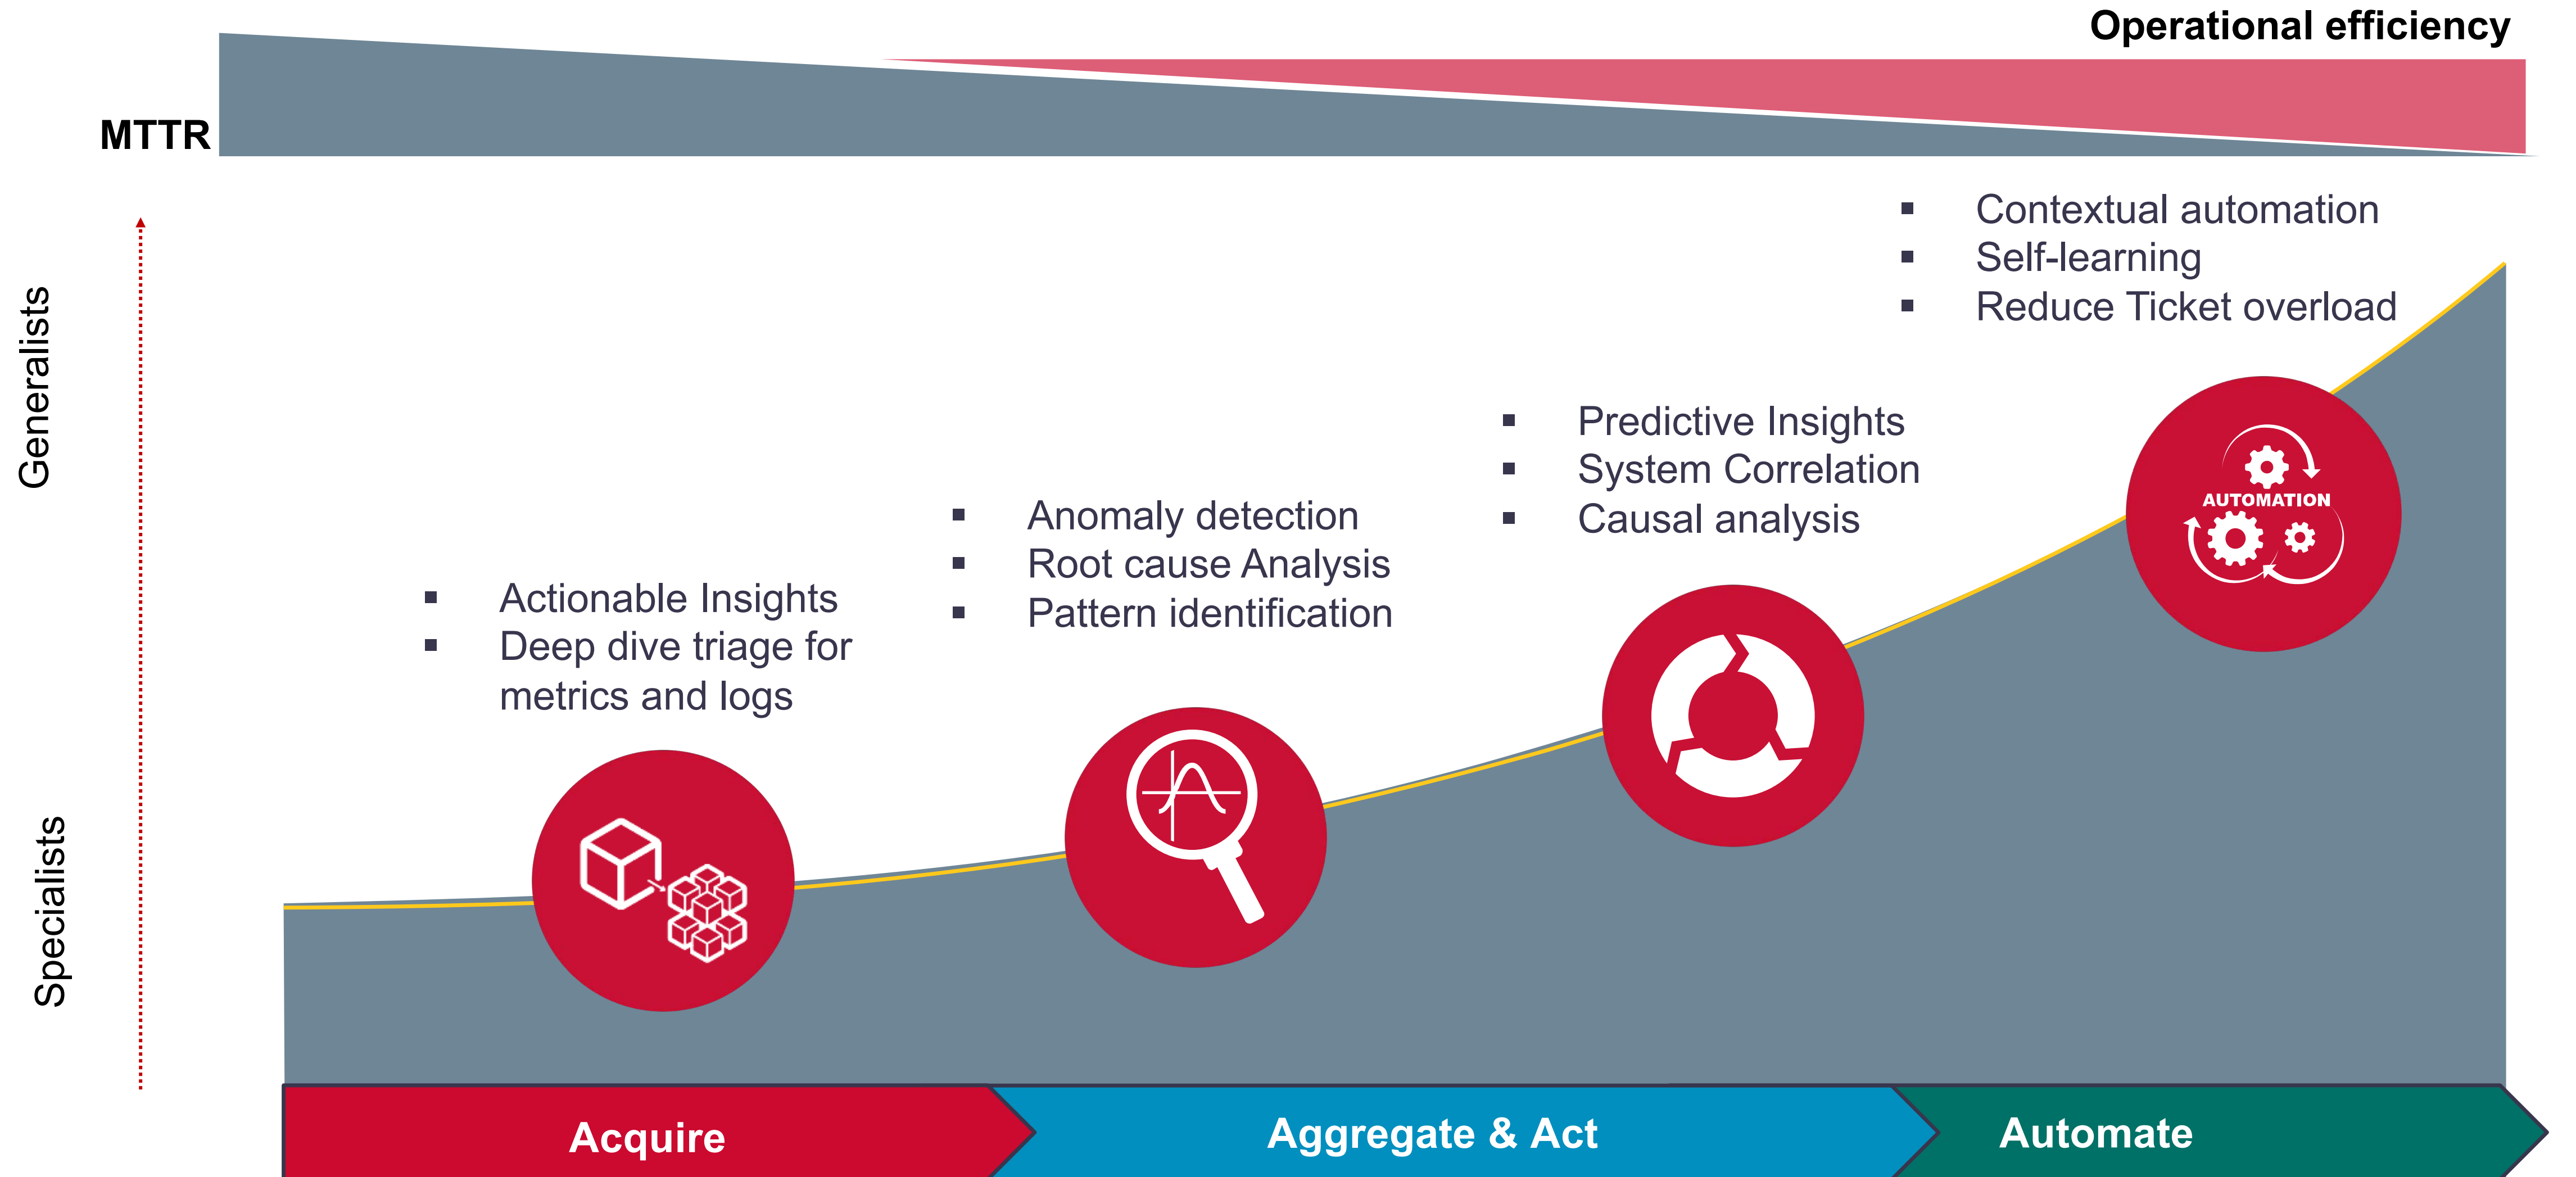 Operational efficiency
MTTR
Generalists
Specialists
▪ Contextual automation
▪ Self-learning
▪ Reduce Ticket overload
▪ Predictive Insights
▪ System Correlation
▪ Causal analysis
▪ Anomaly detection
▪ Root cause Analysis
▪ Pattern identification
▪ Actionable Insights
▪ Deep dive triage for
metrics and logs
AUTOMATION
Acquire
Aggregate & Act
Automate